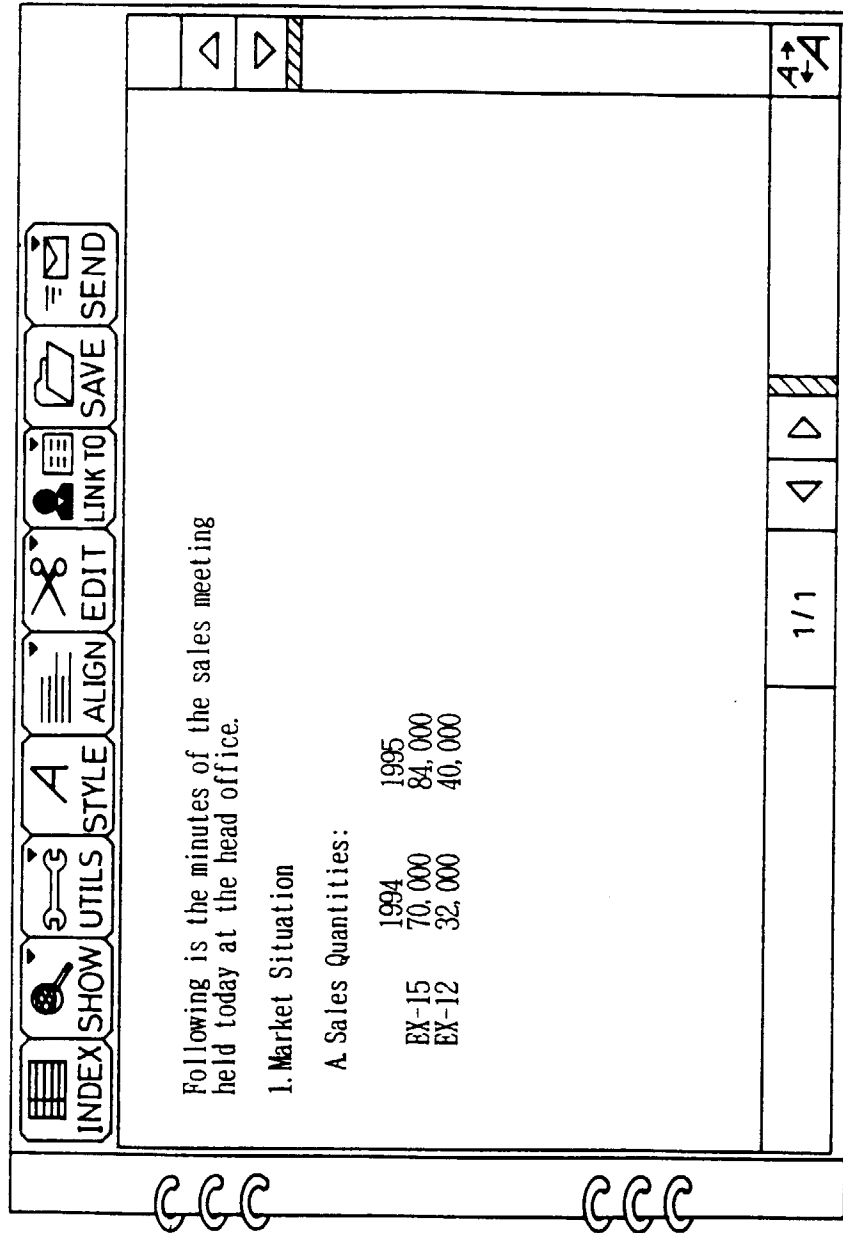 INDEX SHOW UTILS STYLE ALIGN EDIT LINK TO SAVE SEND
Following is the minutes of the sales meeting
held today at the head office.
1. Market Situation
A. Sales Quantities:
1994 1995
EX-15 70,000 84,000
EX-12 32,000 40,000
1/1
A A